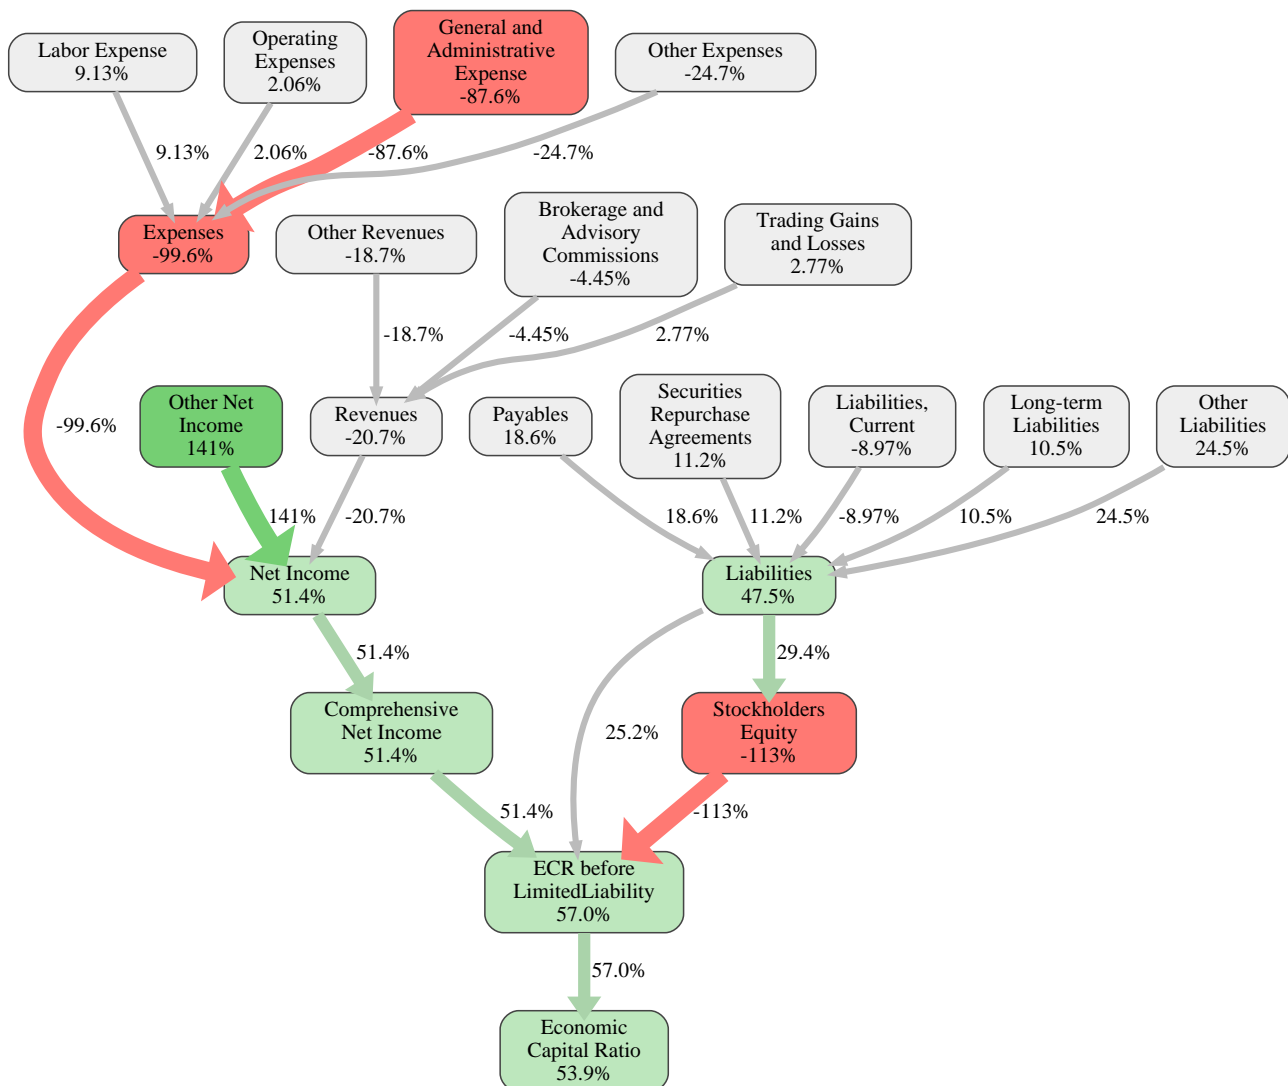 Labor Expense
9.13%
Operating
Expenses
2.06%
General and
Administrative
Expense
-87.6%
Other Expenses
-24.7%
9.13%
2.06%
-87.6%
-24.7%
Expenses
-99.6%
Other Revenues
-18.7%
Brokerage and
Advisory
Commissions
-4.45%
Trading Gains
and Losses
2.77%
-18.7%
-4.45%
2.77%
-99.6%
Other Net
Income
141%
Revenues
-20.7%
Payables
18.6%
Securities
Repurchase
Agreements
11.2%
Liabilities,
Current
-8.97%
Long-term
Liabilities
10.5%
Other
Liabilities
24.5%
141%
-20.7%
18.6%
11.2%
-8.97%
10.5%
24.5%
Net Income
51.4%
Liabilities
47.5%
51.4%
29.4%
Comprehensive
Net Income
51.4%
25.2%
Stockholders
Equity
-113%
51.4%
-113%
ECR before
LimitedLiability
57.0%
57.0%
Economic
Capital Ratio
53.9%